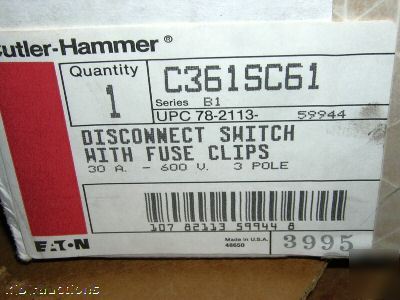 Cutler-Hammer®
Quantity
1
C361SC61
Series B1
UPC 78-2113- 59944
DISCONNECT SWITCH
WITH FUSE CLIPS
30 A. - 600 V. 3 POLE
107 82113 59944 8
EATON
Made in U.S.A.
48650
3995